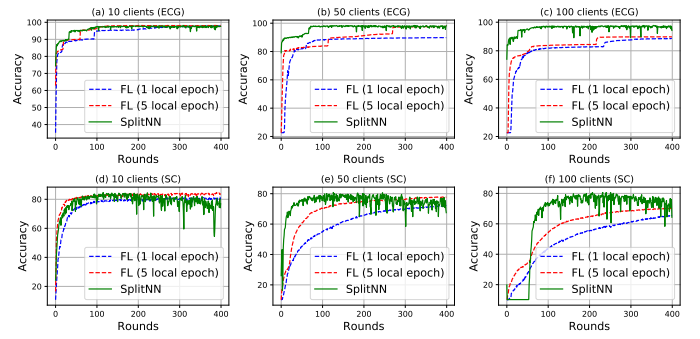 (a) 10 clients (ECG)
Accuracy
100
90
80
70
60
50
40
FL (1 local epoch)
FL (5 local epoch)
SplitNN
0 100 200 300 400
Rounds
(b) 50 clients (ECG)
Accuracy
100
80
60
40
20
FL (1 local epoch)
FL (5 local epoch)
SplitNN
0 100 200 300 400
Rounds
(c) 100 clients (ECG)
Accuracy
100
80
60
40
20
FL (1 local epoch)
FL (5 local epoch)
SplitNN
0 100 200 300 400
Rounds
(d) 10 clients (SC)
Accuracy
80
60
40
20
FL (1 local epoch)
FL (5 local epoch)
SplitNN
0 100 200 300 400
Rounds
(e) 50 clients (SC)
Accuracy
80
60
40
20
FL (1 local epoch)
FL (5 local epoch)
SplitNN
0 100 200 300 400
Rounds
(f) 100 clients (SC)
Accuracy
80
60
40
20
FL (1 local epoch)
FL (5 local epoch)
SplitNN
0 100 200 300 400
Rounds